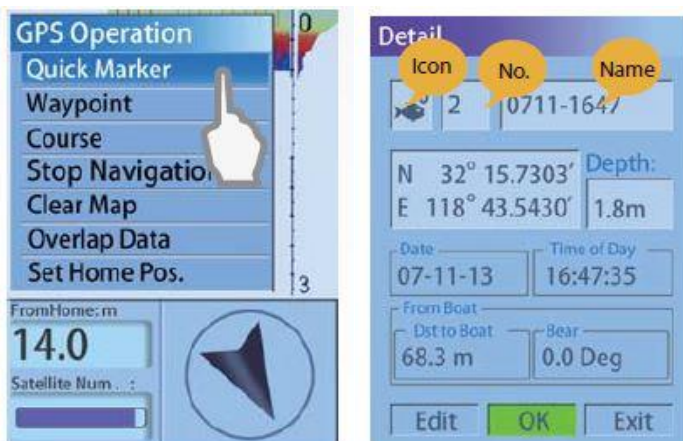 GPS Operation
Quick Marker
Waypoint
Course
Stop Navigation
Clear Map
Overlap Data
Set Home Pos.
0
3
FromHome: m
14.0
Satellite Num. :
Detail
Icon No. Name
2 0711-1647
N 32° 15.7303′
E 118° 43.5430′
Depth:
1.8m
Date Time of Day
07-11-13 16:47:35
From Boat
Dst to Boat Bear
68.3 m 0.0 Deg
Edit OK Exit